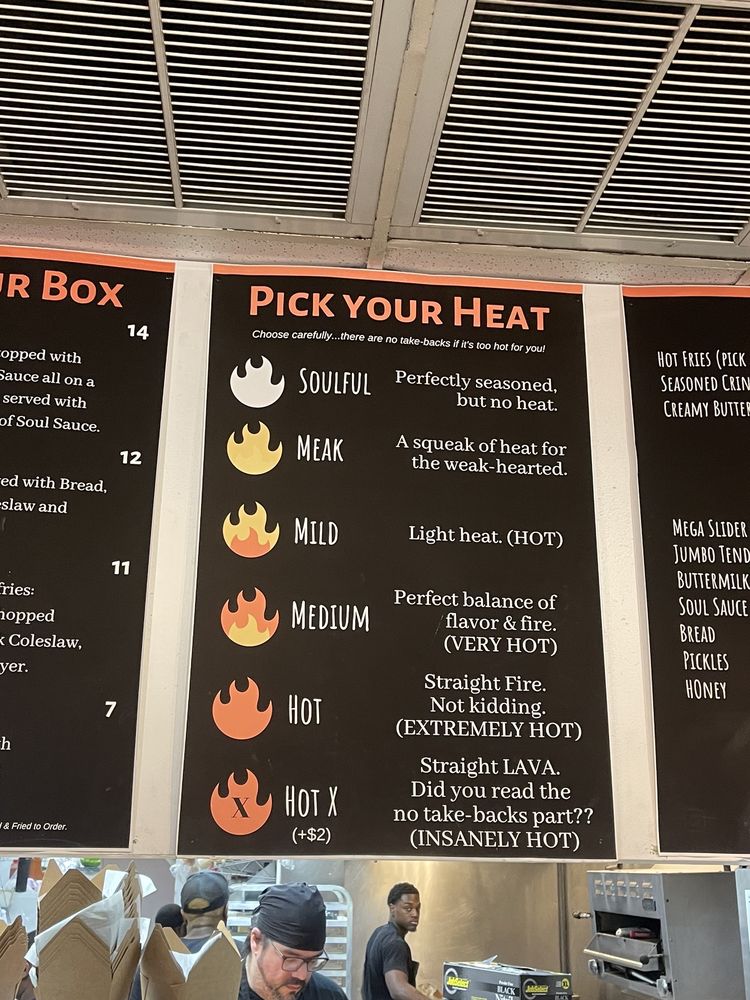 Box
14
opped with
Sauce all on a
served with
of Soul Sauce.
12
ed with Bread,
eslaw and
11
fries:
hopped
k Coleslaw,
yer.
7
& Fried to Order.
Pick your Heat
Choose carefully...there are no take-backs if it's too hot for you!
Soulful Perfectly seasoned,
but no heat.
Meak A squeak of heat for
the weak-hearted.
Mild Light heat. (HOT)
Medium Perfect balance of
flavor & fire.
(VERY HOT)
Hot Straight Fire.
Not kidding.
(EXTREMELY HOT)
X Hot X Straight LAVA.
Did you read the
no take-backs part??
(+$2) (INSANELY HOT)
Hot Fries (pick
Seasoned Crin
Creamy Butter
Mega Slider
Jumbo Tend
Buttermilk
Soul Sauce
Bread
Pickles
Honey
JobSelect
BLACK
JobSelect